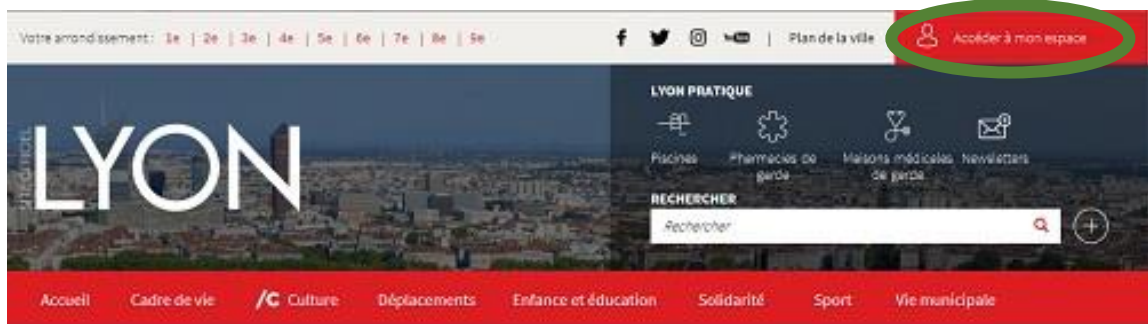 Votre arrondissement : 1e | 2e | 3e | 4e | 5e | 6e | 7e | 8e | 9e
f | Plan de la ville
Accéder à mon espace
LYON
LYON PRATIQUE
Piscines
Pharmacies de garde
Maisons médicales de garde
Newsletters
RECHERCHER
Rechercher
Accueil Cadre de vie /C Culture Déplacements Enfance et éducation Solidarité Sport Vie municipale